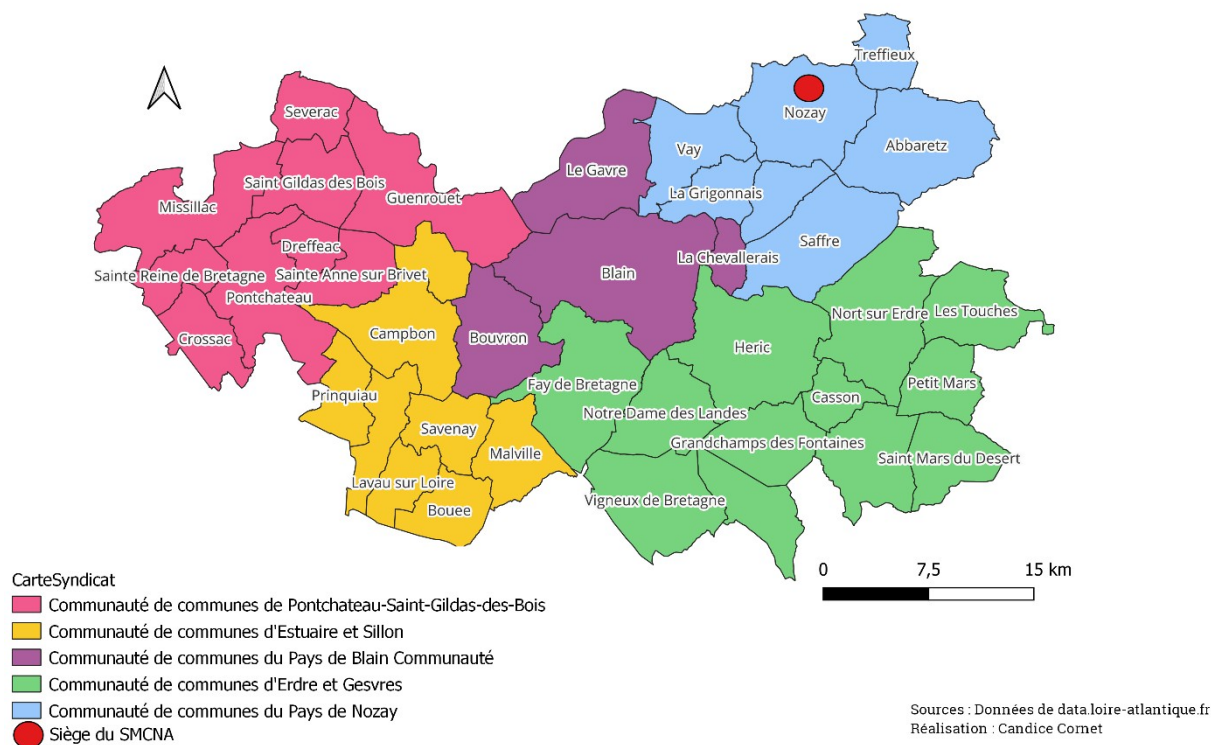 Treffieux
Severac
Nozay
Vay
Abbaretz
Le Gavre
Saint Gildas des Bois
La Grigonnais
Guenrouet
Missillac
Saffre
Dreffeac
La Chevallerais
Sainte Reine de Bretagne
Sainte Anne sur Brivet
Blain
Pontchateau
Nort sur Erdre
Les Touches
Campbon
Bouvron
Crossac
Heric
Fay de Bretagne
Petit Mars
Prinquiau
Casson
Notre Dame des Landes
Savenay
Grandchamps des Fontaines
Malville
Saint Mars du Desert
Lavau sur Loire
Vigneux de Bretagne
Bouee
0 7,5 15 km
CarteSyndicat
Communauté de communes de Pontchateau-Saint-Gildas-des-Bois
Communauté de communes d'Estuaire et Sillon
Communauté de communes du Pays de Blain Communauté
Communauté de communes d'Erdre et Gesvres
Communauté de communes du Pays de Nozay
Siège du SMCNA
Sources : Données de data.loire-atlantique.fr
Réalisation : Candice Cornet